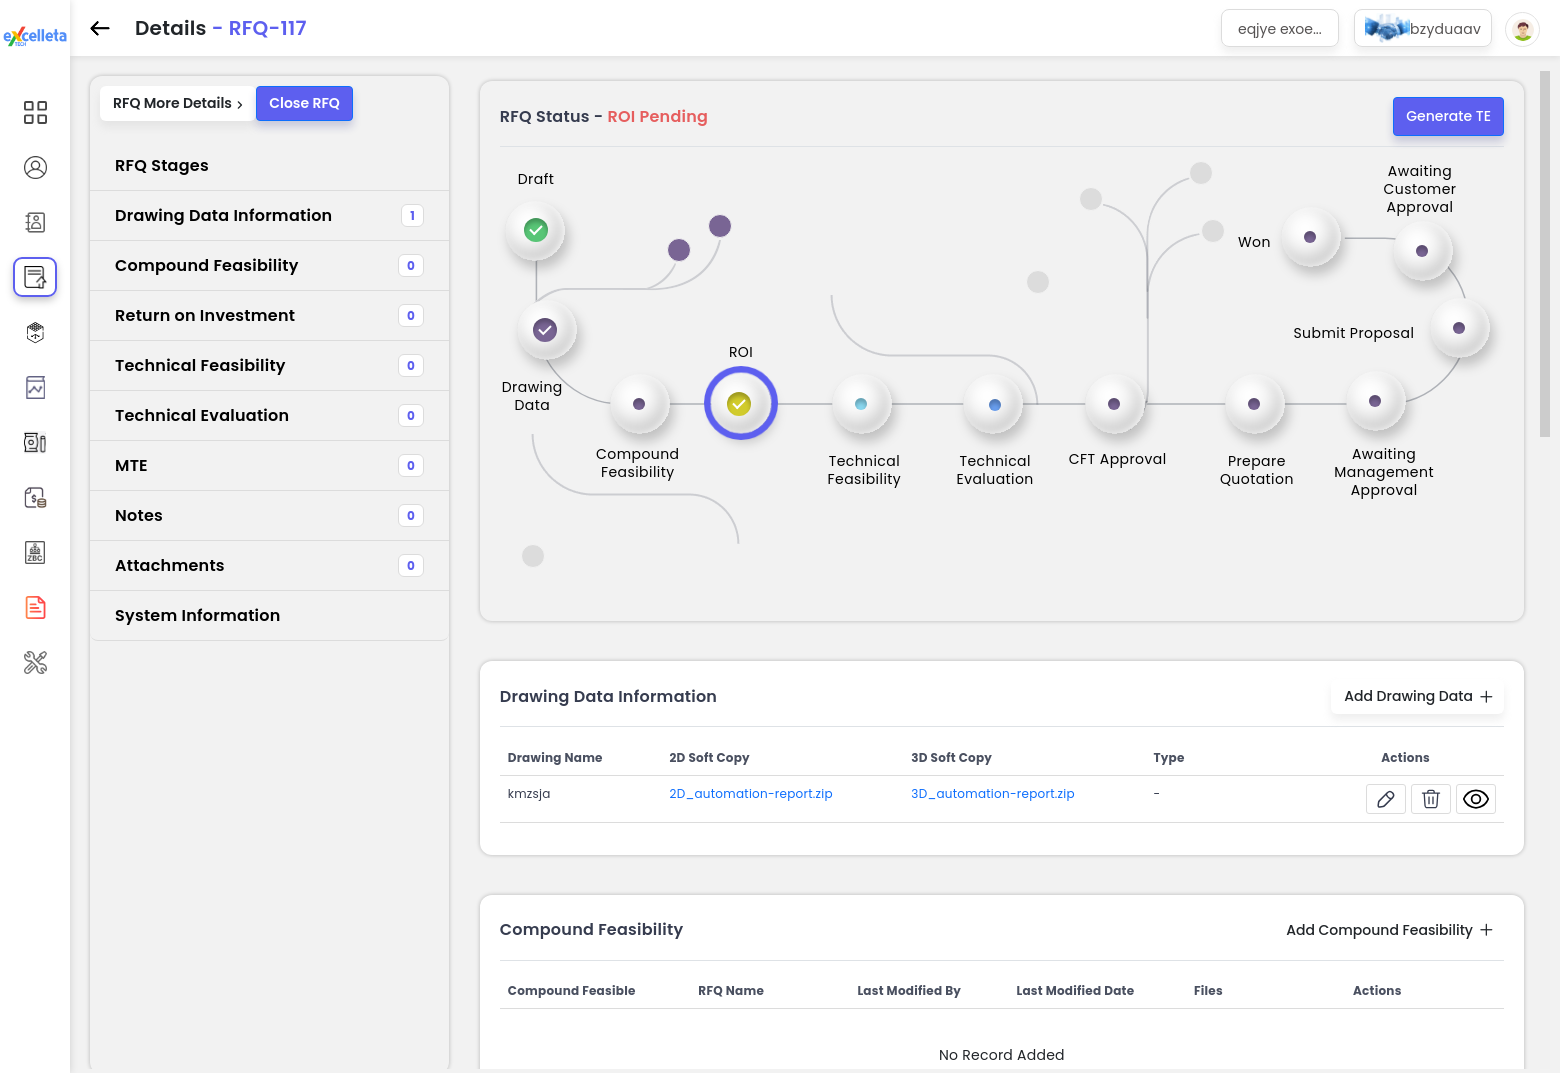 eXcelleta
TECH
Details - RFQ-117
eqjye exoe...
bzyduaav
RFQ More Details
Close RFQ
RFQ Stages
Drawing Data Information 1
Compound Feasibility 0
Return on Investment 0
Technical Feasibility 0
Technical Evaluation 0
MTE 0
Notes 0
Attachments 0
System Information
ZBC
RFQ Status - ROI Pending
Generate TE
Draft
Drawing
Data
Compound
Feasibility
ROI
Technical
Feasibility
Technical
Evaluation
CFT Approval
Prepare
Quotation
Awaiting
Management
Approval
Submit Proposal
Awaiting
Customer
Approval
Won
Drawing Data Information
Add Drawing Data
Drawing Name 2D Soft Copy 3D Soft Copy Type Actions
kmzsja 2D_automation-report.zip 3D_automation-report.zip -
Compound Feasibility
Add Compound Feasibility
Compound Feasible RFQ Name Last Modified By Last Modified Date Files Actions
No Record Added